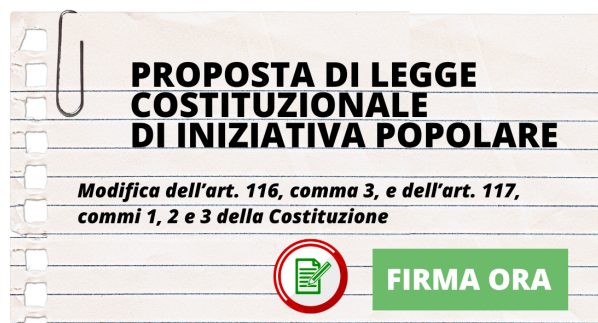 PROPOSTA DI LEGGE
COSTITUZIONALE
DI INIZIATIVA POPOLARE
Modifica dell’art. 116, comma 3, e dell’art. 117,
commi 1, 2 e 3 della Costituzione
FIRMA ORA